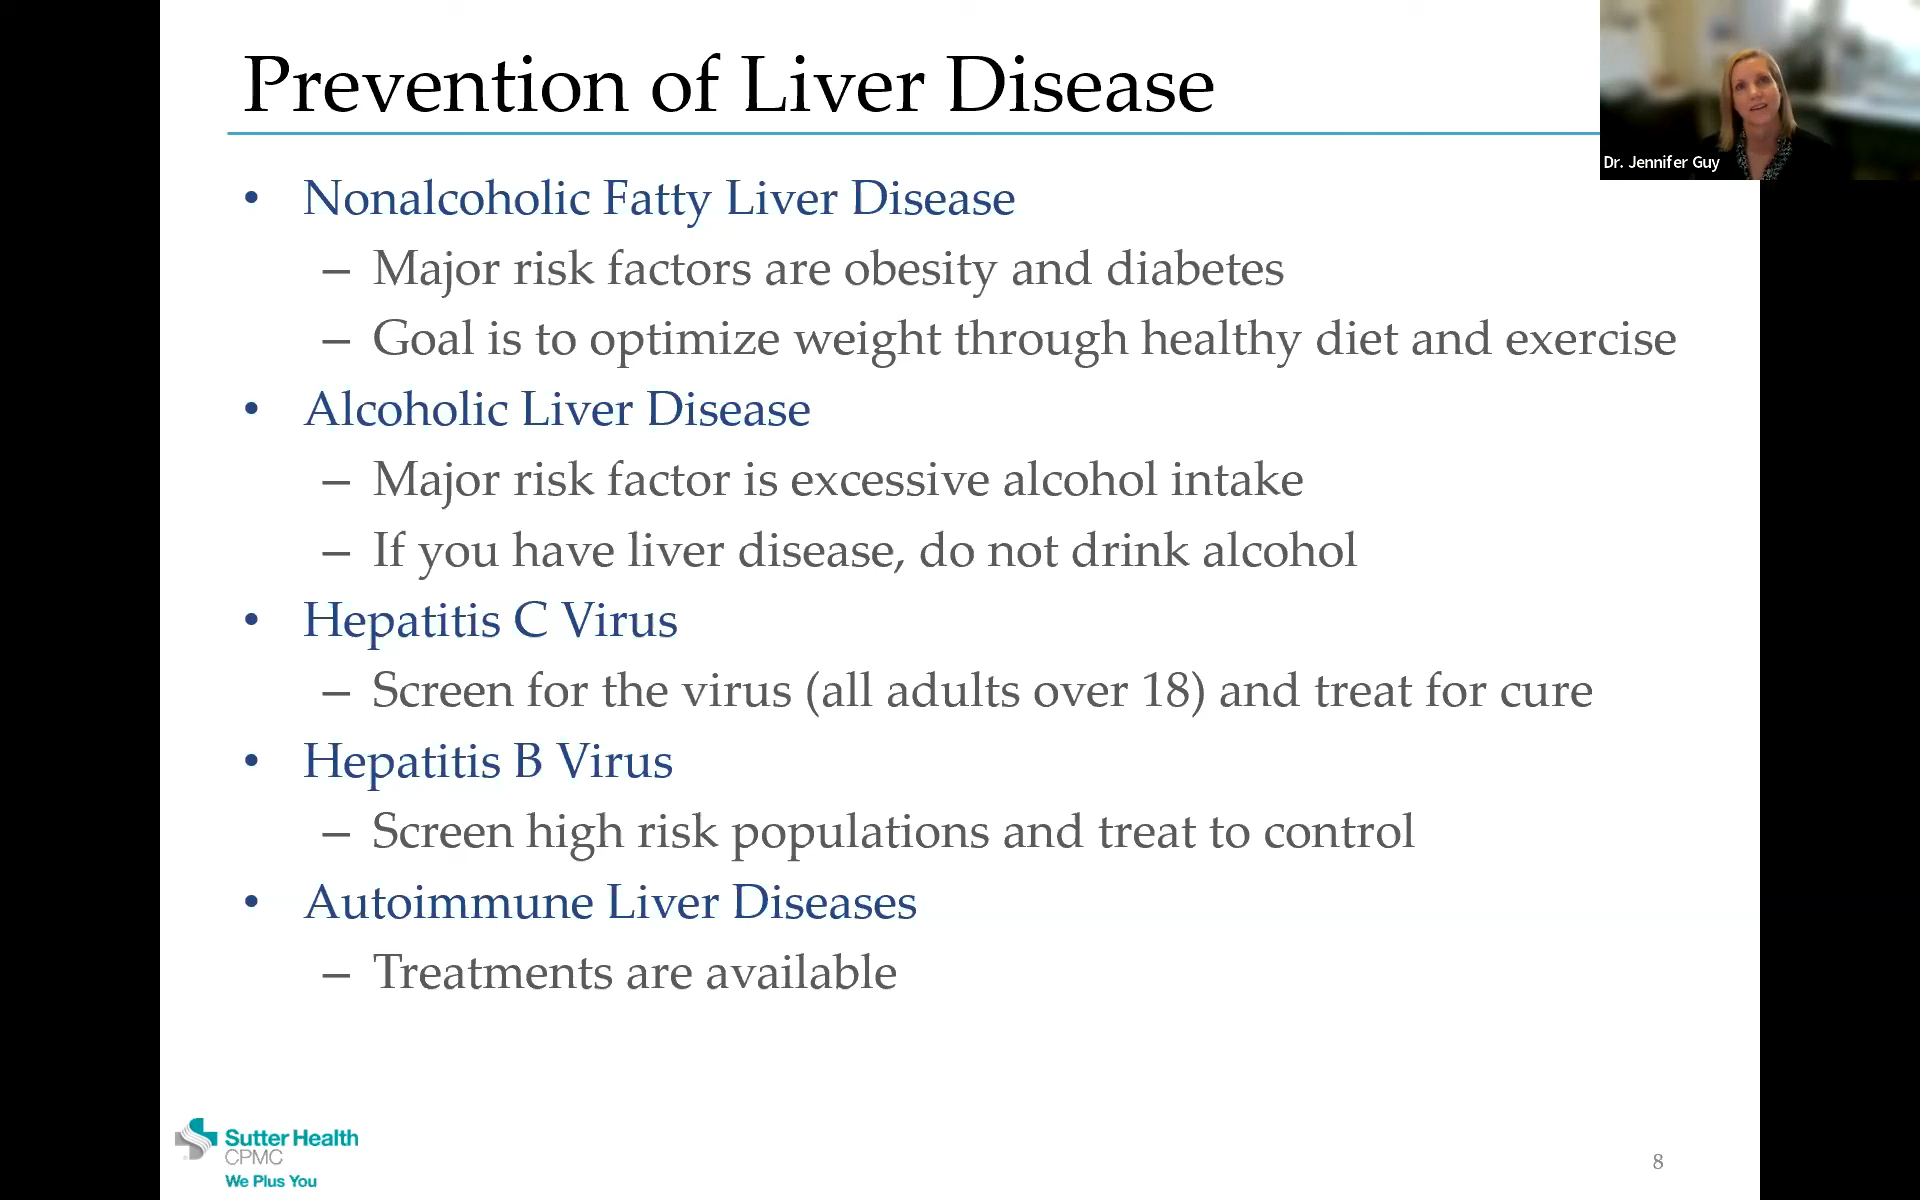 Prevention of Liver Disease
Dr. Jennifer Guy
• Nonalcoholic Fatty Liver Disease
– Major risk factors are obesity and diabetes
– Goal is to optimize weight through healthy diet and exercise
• Alcoholic Liver Disease
– Major risk factor is excessive alcohol intake
– If you have liver disease, do not drink alcohol
• Hepatitis C Virus
– Screen for the virus (all adults over 18) and treat for cure
• Hepatitis B Virus
– Screen high risk populations and treat to control
• Autoimmune Liver Diseases
– Treatments are available
Sutter Health
CPMC
We Plus You
8